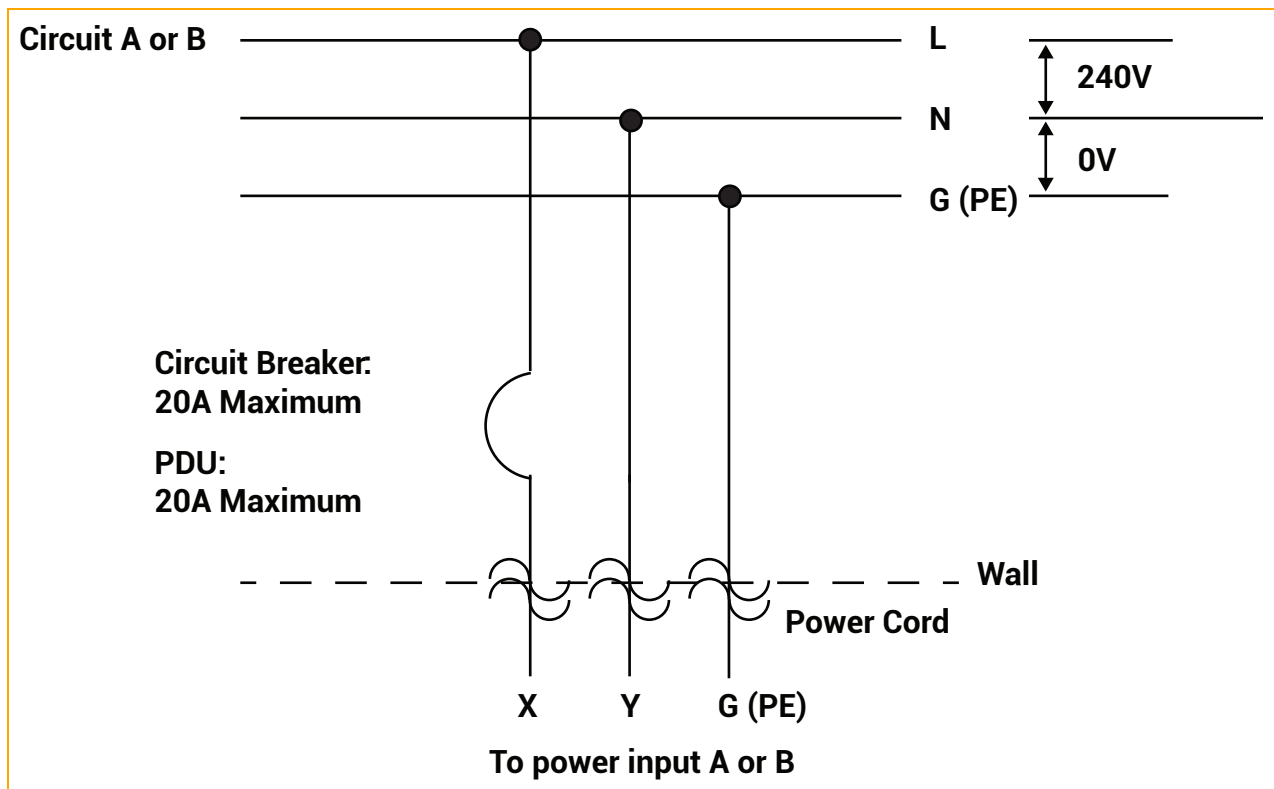 Circuit A or B
L
240V
N
0V
G (PE)
Circuit Breaker:
20A Maximum
PDU:
20A Maximum
Wall
Power Cord
X
Y
G (PE)
To power input A or B